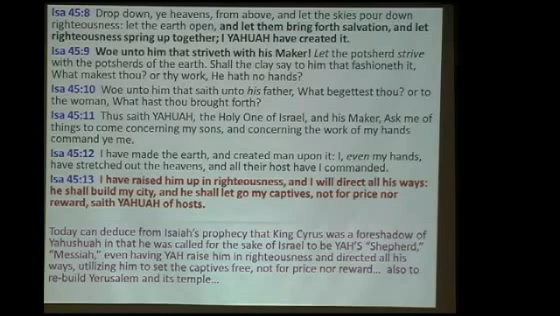 Isa 45:8 Drop down, ye heavens, from above, and let the skies pour down
righteousness: let the earth open, and let them bring forth salvation, and let
righteousness spring up together; I YAHUAH have created it.
Isa 45:9 Woe unto him that striveth with his Maker! Let the potsherd strive
with the potsherds of the earth. Shall the clay say to him that fashioneth it,
What makest thou? or thy work, He hath no hands?
Isa 45:10 Woe unto him that saith unto his father, What begettest thou? or to
the woman, What hast thou brought forth?
Isa 45:11 Thus saith YAHUAH, the Holy One of Israel, and his Maker, Ask me of
things to come concerning my sons, and concerning the work of my hands
command ye me.
Isa 45:12 I have made the earth, and created man upon it: I, even my hands,
have stretched out the heavens, and all their host have I commanded.
Isa 45:13 I have raised him up in righteousness, and I will direct all his ways:
he shall build my city, and he shall let go my captives, not for price nor
reward, saith YAHUAH of hosts.
Today can deduce from Isaiah's prophecy that King Cyrus was a foreshadow of
Yahushuah in that he was called for the sake of Israel to be YAH'S "Shepherd,"
"Messiah," even having YAH raise him in righteousness and directed all his
ways, utilizing him to set the captives free, not for price nor reward... also to
re-build Yerusalem and its temple...